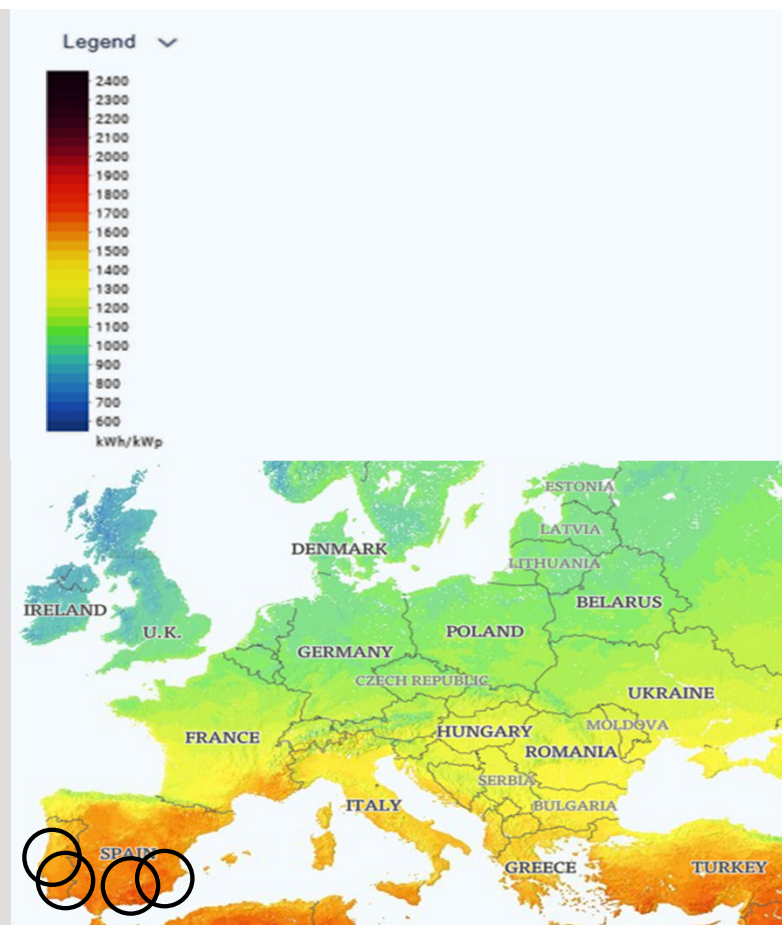 Legend
2400
2300
2200
2100
2000
1900
1800
1700
1600
1500
1400
1300
1200
1100
1000
900
800
700
600
kWh/kWp
ESTONIA
LATVIA
DENMARK
LITHUANIA
BELARUS
IRELAND
U.K.
POLAND
GERMANY
CZECH REPUBLIC
UKRAINE
MOLDOVA
FRANCE
HUNGARY
ROMANIA
SERBIA
ITALY
BULGARIA
SPAIN
GREECE
TURKEY